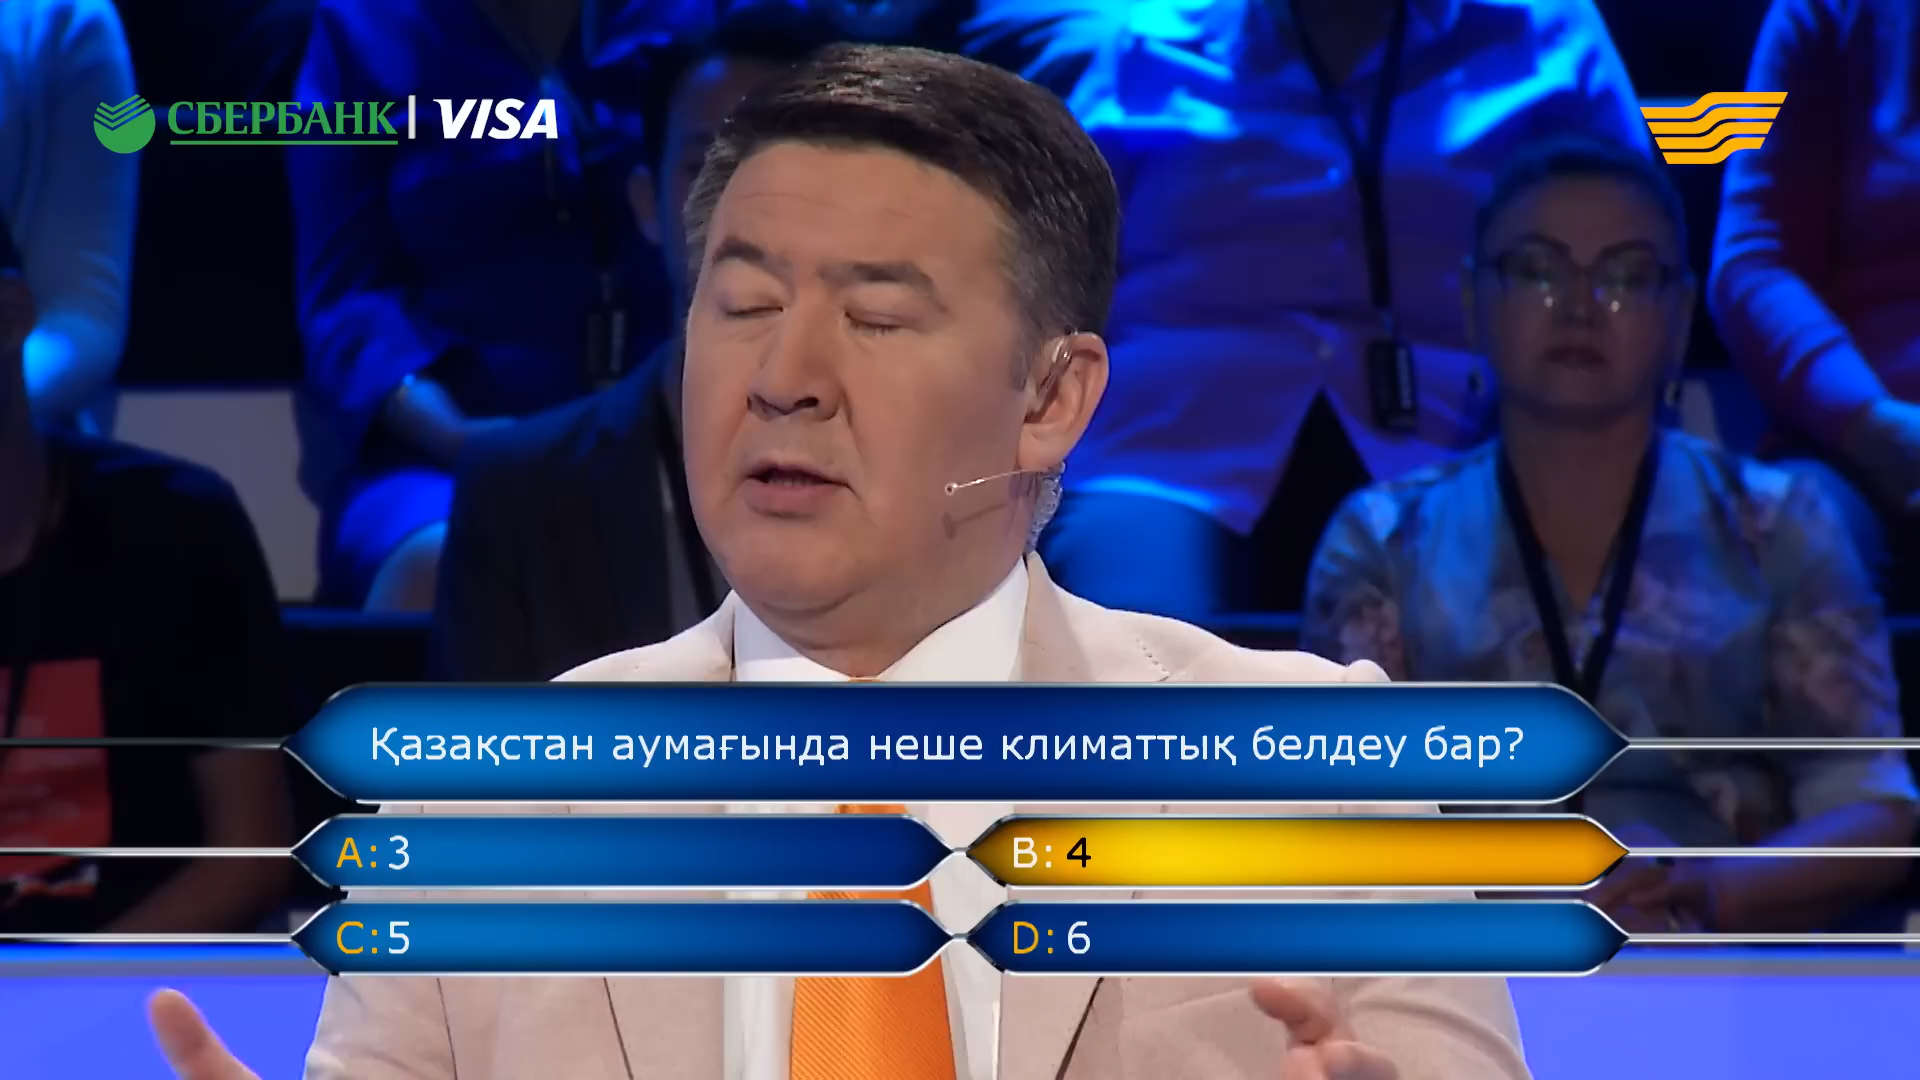 СБЕРБАНК | VISA
Қазақстан аумағында неше климаттық белдеу бар?
A: 3
B: 4
C: 5
D: 6